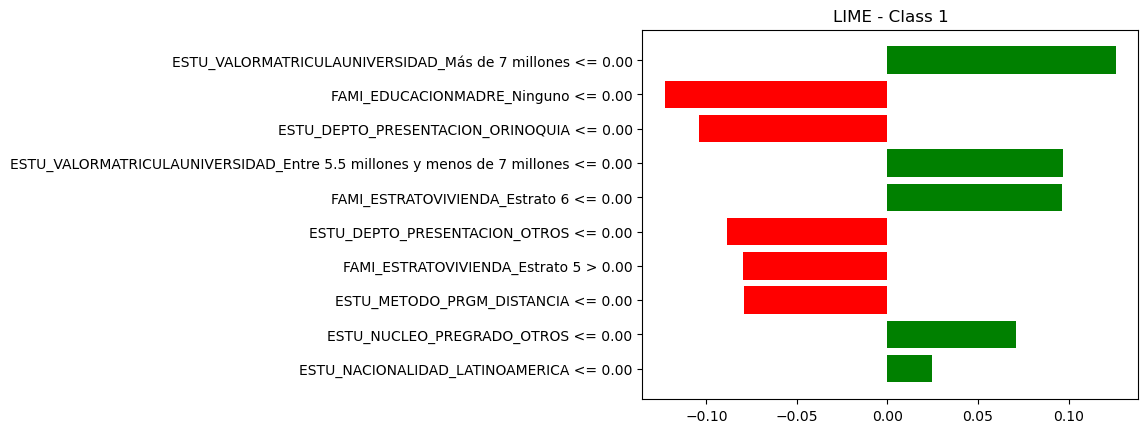 LIME - Class 1
ESTU_VALORMATRICULAUNIVERSIDAD_Más de 7 millones <= 0.00
FAMI_EDUCACIONMADRE_Ninguno <= 0.00
ESTU_DEPTO_PRESENTACION_ORINOQUIA <= 0.00
ESTU_VALORMATRICULAUNIVERSIDAD_Entre 5.5 millones y menos de 7 millones <= 0.00
FAMI_ESTRATOVIVIENDA_Estrato 6 <= 0.00
ESTU_DEPTO_PRESENTACION_OTROS <= 0.00
FAMI_ESTRATOVIVIENDA_Estrato 5 > 0.00
ESTU_METODO_PRGM_DISTANCIA <= 0.00
ESTU_NUCLEO_PREGRADO_OTROS <= 0.00
ESTU_NACIONALIDAD_LATINOAMERICA <= 0.00
−0.10 −0.05 0.00 0.05 0.10